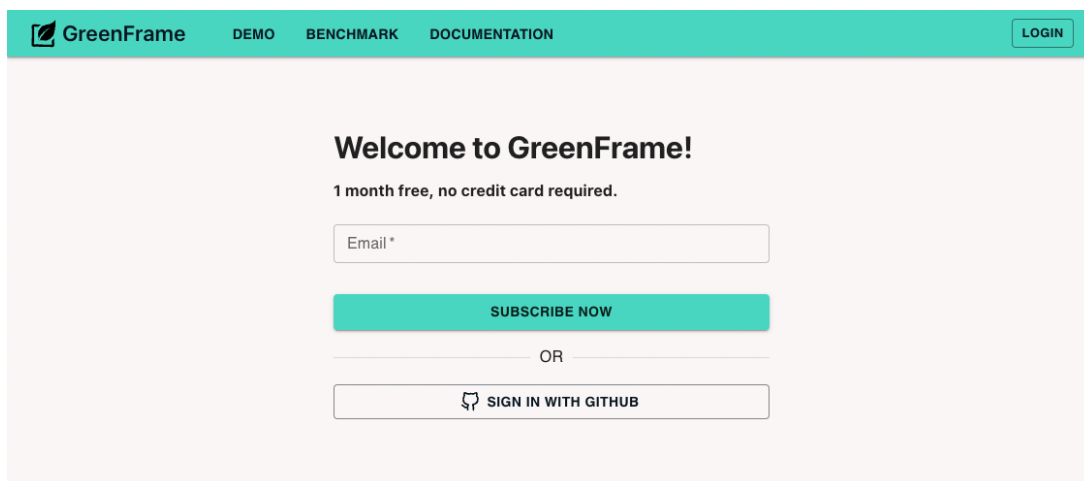 GreenFrame DEMO BENCHMARK DOCUMENTATION LOGIN
Welcome to GreenFrame!
1 month free, no credit card required.
Email *
SUBSCRIBE NOW
OR
SIGN IN WITH GITHUB